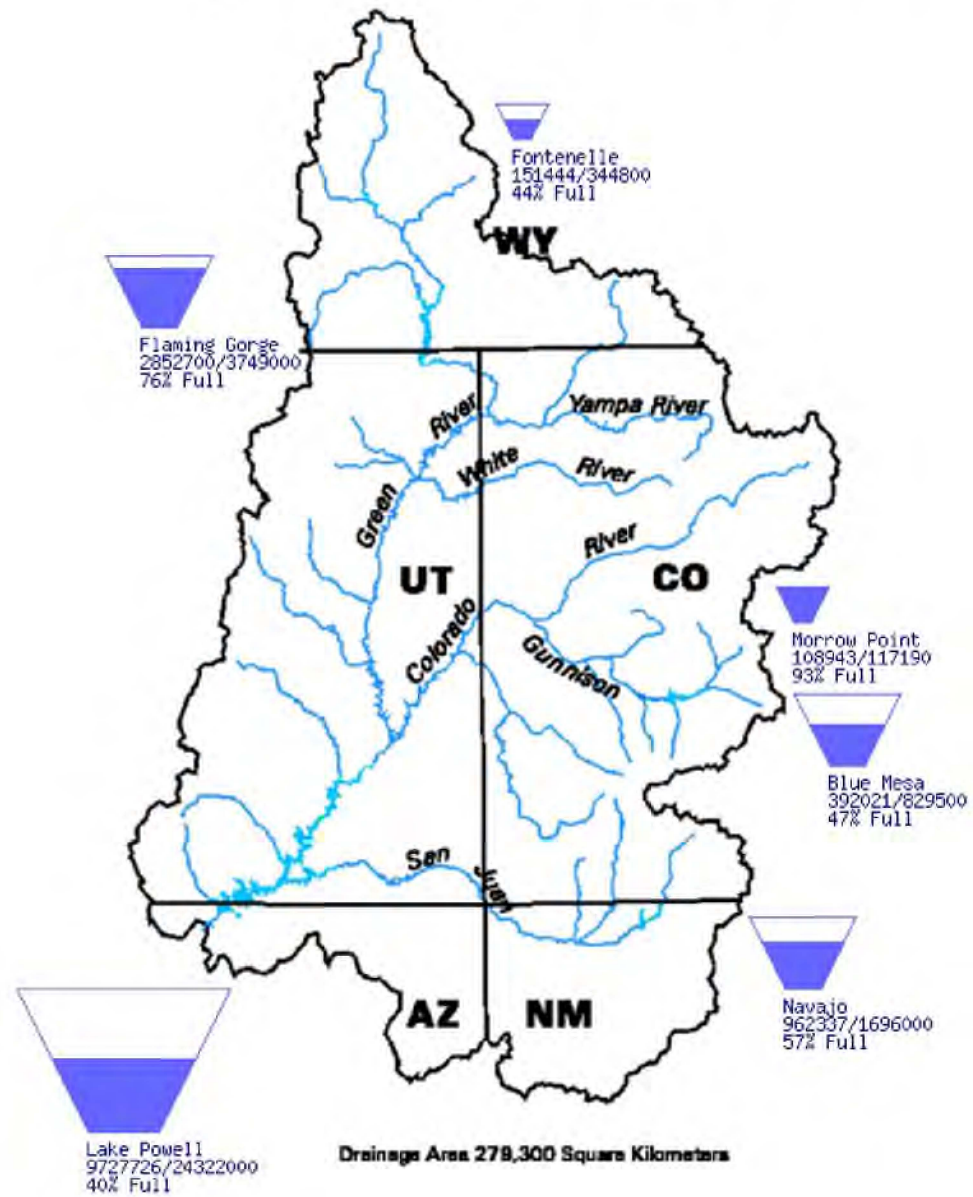 Fontenelle
151444/344800
44% Full
WY
Flaming Gorge
2852700/3749000
76% Full
Yampa River
Green River
White River
Colorado River
UT
CO
Gunnison
Morrow Point
108943/117190
93% Full
Blue Mesa
392021/829500
47% Full
San Juan
AZ
NM
Navajo
962337/1696000
57% Full
Lake Powell
9727726/24322000
40% Full
Drainage Area 279,300 Square Kilometers